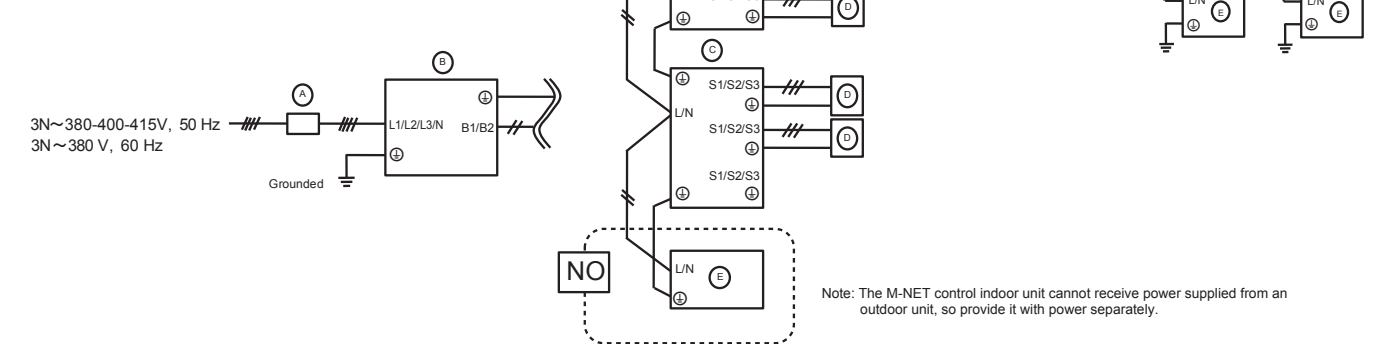 D
L/N
E
L/N
E
C
B
S1/S2/S3
D
A
L/N
3N～380-400-415V, 50 Hz
L1/L2/L3/N
B1/B2
S1/S2/S3
D
3N～380 V, 60 Hz
Grounded
S1/S2/S3
NO
L/N
E
Note: The M-NET control indoor unit cannot receive power supplied from an
outdoor unit, so provide it with power separately.